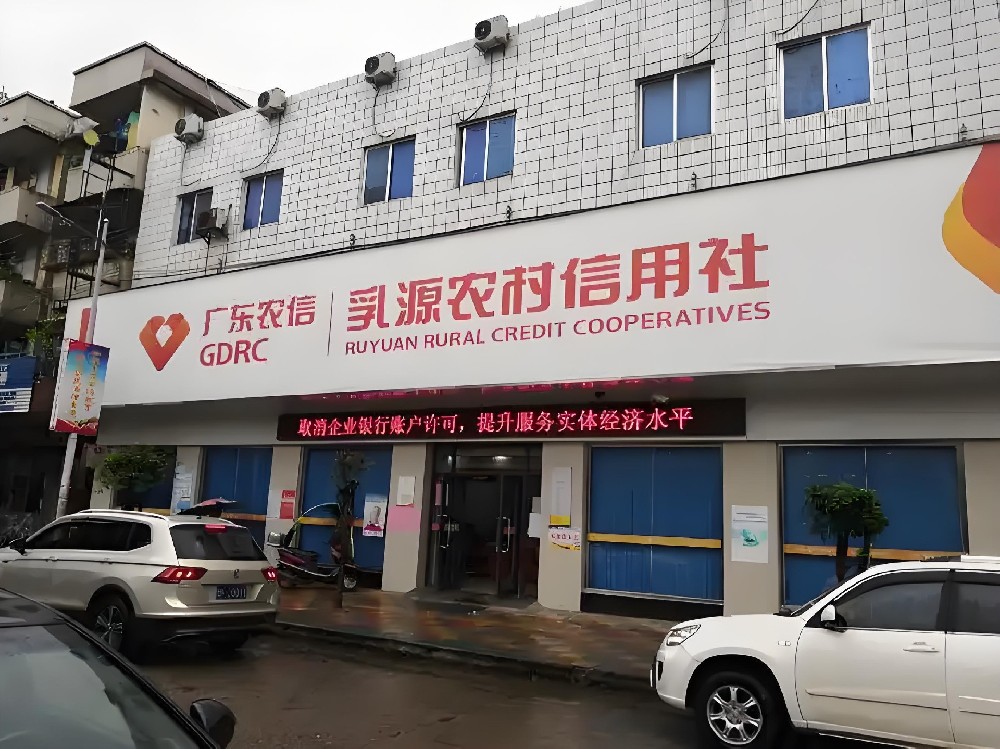 广东农信
GDRC
乳源农村信用社
RUYUAN RURAL CREDIT COOPERATIVES
取消企业银行账户许可，提升服务实体经济水平